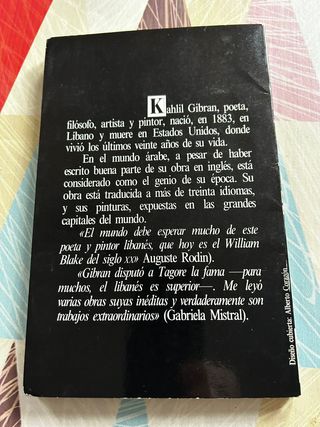 Kahlil Gibran, poeta,
filósofo, artista y pintor, nació, en 1883, en
Líbano y muere en Estados Unidos, donde
vivió los últimos veinte años de su vida.
En el mundo árabe, a pesar de haber
escrito buena parte de su obra en inglés, está
considerado como el genio de su época. Su
obra está traducida a más de treinta idiomas,
y sus pinturas, expuestas en las grandes
capitales del mundo.
«El mundo debe esperar mucho de este
poeta y pintor libanés, que hoy es el William
Blake del siglo XX» (Auguste Rodin).
«Gibran disputó a Tagore la fama —para
muchos, el libanés es superior—. Me leyó
varias obras suyas inéditas y verdaderamente son
trabajos extraordinarios» (Gabriela Mistral).
Diseño cubierta: Alberto Corazón